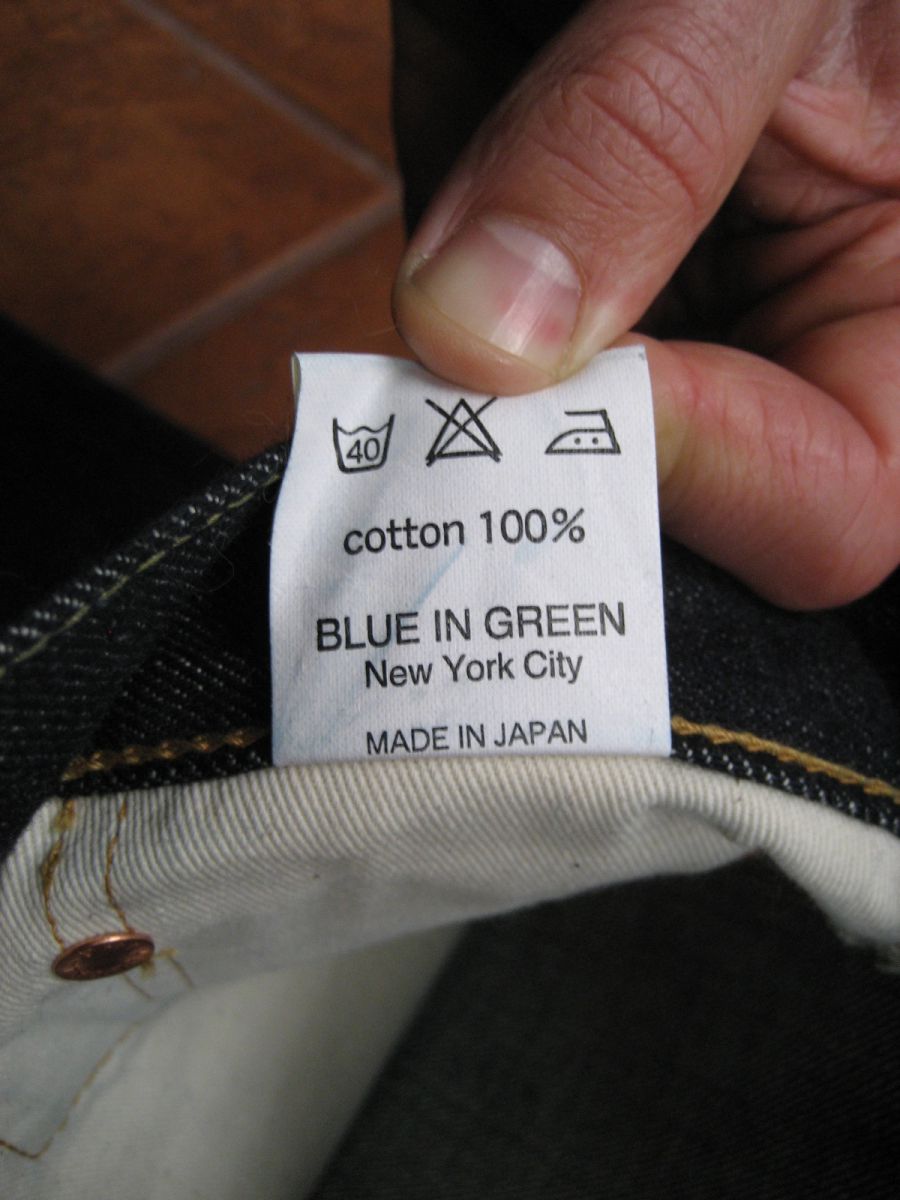 40
cotton 100%
BLUE IN GREEN
New York City
MADE IN JAPAN